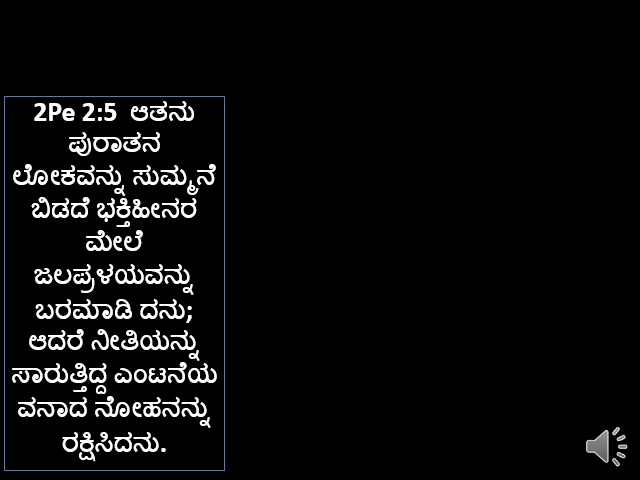 2Pe 2:5 ಆತನು
ಪುರಾತನ
ಲೋಕವನ್ನು ಸುಮ್ಮನೆ
ಬಿಡದೆ ಭಕ್ತಿಹೀನರ
ಮೇಲೆ
ಜಲಪ್ರಳಯವನ್ನು
ಬರಮಾಡಿ ದನು;
ಆದರೆ ನೀತಿಯನ್ನು
ಸಾರುತ್ತಿದ್ದ ಎಂಟನೆಯ
ವನಾದ ನೋಹನನ್ನು
ರಕ್ಷಿಸಿದನು.